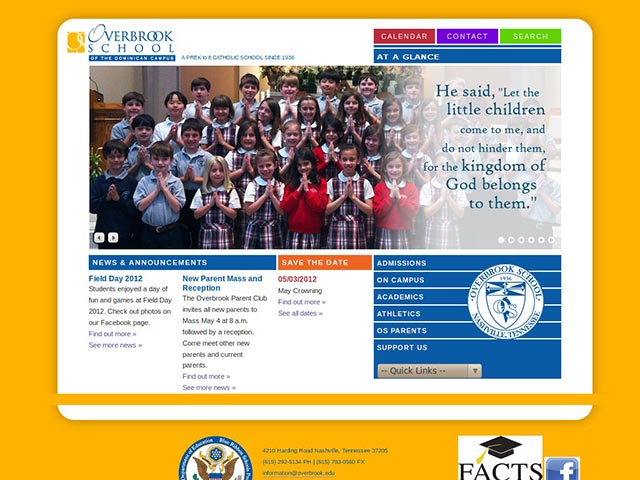 OVERBROOK
SCHOOL
OF THE DOMINICAN CAMPUS
A PREK to 8 CATHOLIC SCHOOL SINCE 1936
CALENDAR
CONTACT
SEARCH
AT A GLANCE
He said, "Let the
little children
come to me, and
do not hinder them,
for the kingdom of
God belongs
to them."
NEWS & ANNOUNCEMENTS
Field Day 2012
Students enjoyed a day of
fun and games at Field Day
2012. Check out photos on
our Facebook page.
Find out more »
See more news »
New Parent Mass and
Reception
The Overbrook Parent Club
invites all new parents to
Mass May 4 at 8 a.m.
followed by a reception.
Come meet other new
parents and current
parents.
Find out more »
See more news »
SAVE THE DATE
05/03/2012
May Crowning
Find out more »
See all dates »
ADMISSIONS
ON CAMPUS
ACADEMICS
ATHLETICS
OS PARENTS
SUPPORT US
OVERBROOK SCHOOL
1936
NASHVILLE, TENNESSEE
-- Quick Links --
4210 Harding Road Nashville, Tennessee 37205
(615) 292-5134 PH | (615) 783-0560 FX
information@overbrook.edu
FACTS
f